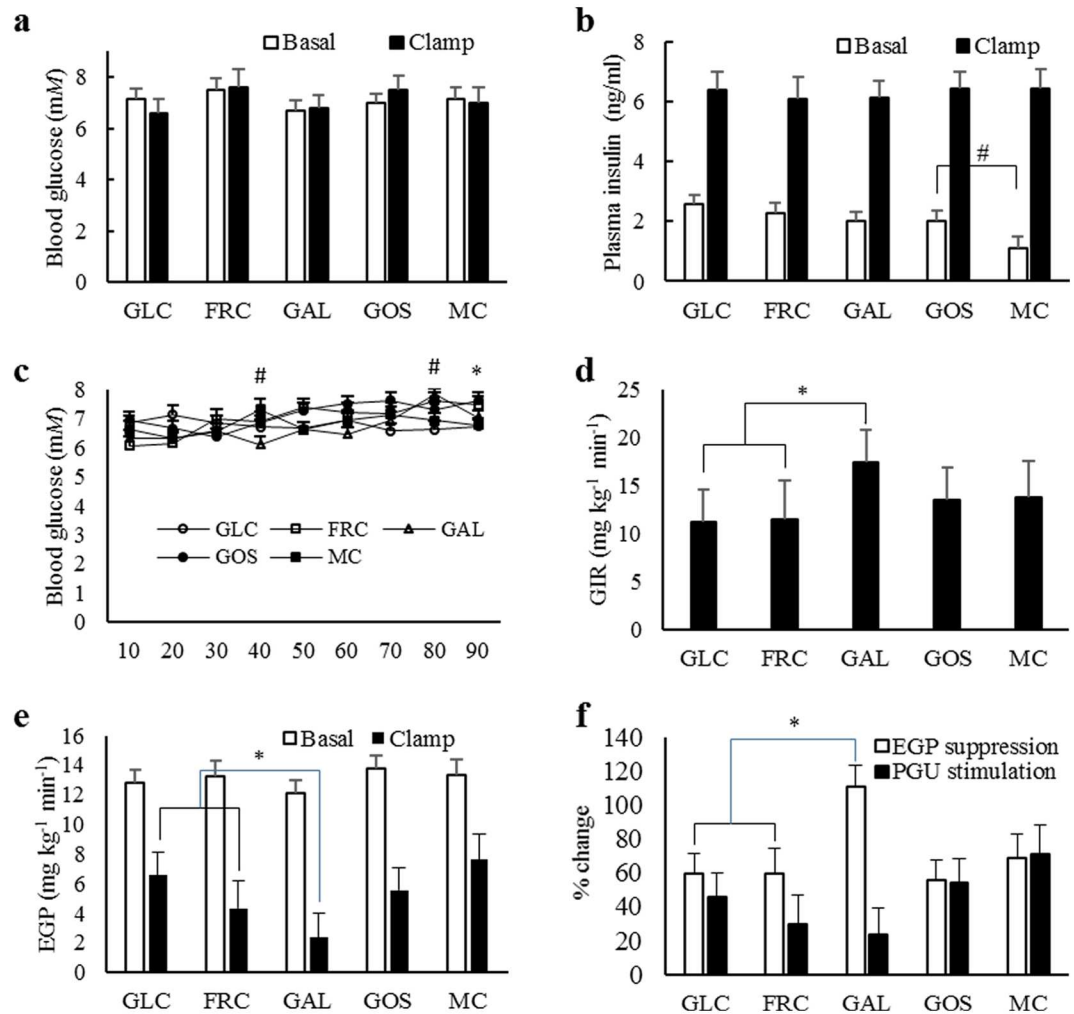 a
Basal Clamp
Blood glucose (mM)
8
6
4
2
0
GLC FRC GAL GOS MC
b
Basal Clamp
Plasma insulin (ng/ml)
8
6
4
2
0
#
GLC FRC GAL GOS MC
c
# # *
Blood glucose (mM)
8
7
6
5
4
3
2
1
0
GLC FRC GAL
GOS MC
10 20 30 40 50 60 70 80 90
d
*
GIR (mg kg-1 min-1)
25
20
15
10
5
0
GLC FRC GAL GOS MC
e
Basal Clamp
*
EGP (mg kg-1 min-1)
16
14
12
10
8
6
4
2
0
GLC FRC GAL GOS MC
f
*
EGP suppression
PGU stimulation
% change
140
120
100
80
60
40
20
0
GLC FRC GAL GOS MC